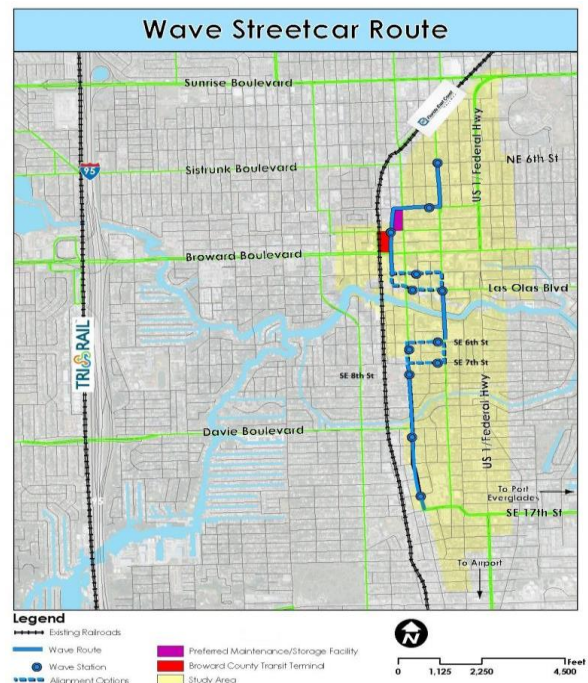 Wave Streetcar Route
Sunrise Boulevard
Florida East Coast
US 1/Federal Hwy
NE 6th St
Sistrunk Boulevard
95
Broward Boulevard
Las Olas Blvd
TRI RAIL
SE 6th St
SE 7th St
SE 8th St
US 1/Federal Hwy
Davie Boulevard
To Port
Everglades
SE 17th St
To Airport
Legend
Existing Railroads
Wave Route
Wave Station
Alignment Options
Preferred Maintenance/Storage Facility
Broward County Transit Terminal
Study Area
N
Feet
0 1,125 2,250 4,500